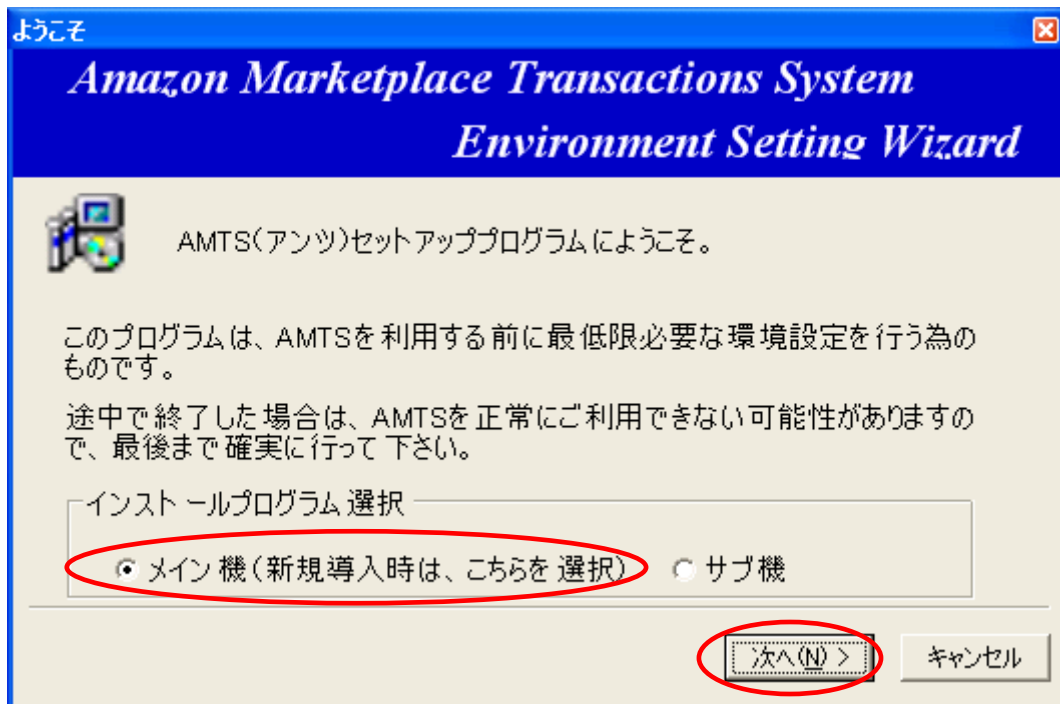 ようこそ
Amazon Marketplace Transactions System
Environment Setting Wizard
AMTS(アンツ)セットアッププログラムにようこそ。
このプログラムは、AMTSを利用する前に最低限必要な環境設定を行う為の
ものです。
途中で終了した場合は、AMTSを正常にご利用できない可能性がありますの
で、最後まで確実に行って下さい。
インストールプログラム選択
メイン機(新規導入時は、こちらを選択) サブ機
次へ(N) > キャンセル